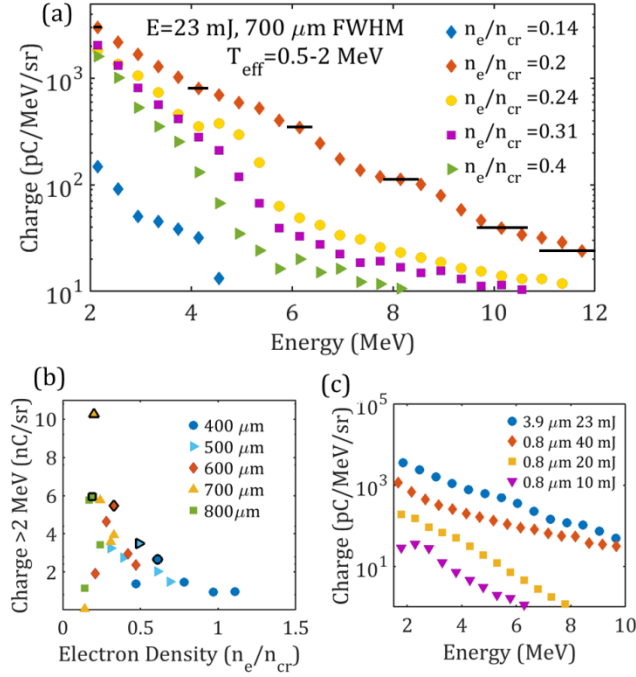 (a)
E=23 mJ, 700 μm FWHM
T_eff=0.5-2 MeV
n_e/n_cr=0.14
n_e/n_cr=0.2
n_e/n_cr=0.24
n_e/n_cr=0.31
n_e/n_cr=0.4
Charge (pC/MeV/sr)
10^3
10^2
10^1
2 4 6 8 10 12
Energy (MeV)
(b)
400 μm
500 μm
600 μm
700 μm
800μm
Charge >2 MeV (nC/sr)
10
8
6
4
2
0 0.5 1 1.5
Electron Density (n_e/n_cr)
(c)
3.9 μm 23 mJ
0.8 μm 40 mJ
0.8 μm 20 mJ
0.8 μm 10 mJ
Charge (pC/MeV/sr)
10^5
10^3
10^1
2 4 6 8 10
Energy (MeV)